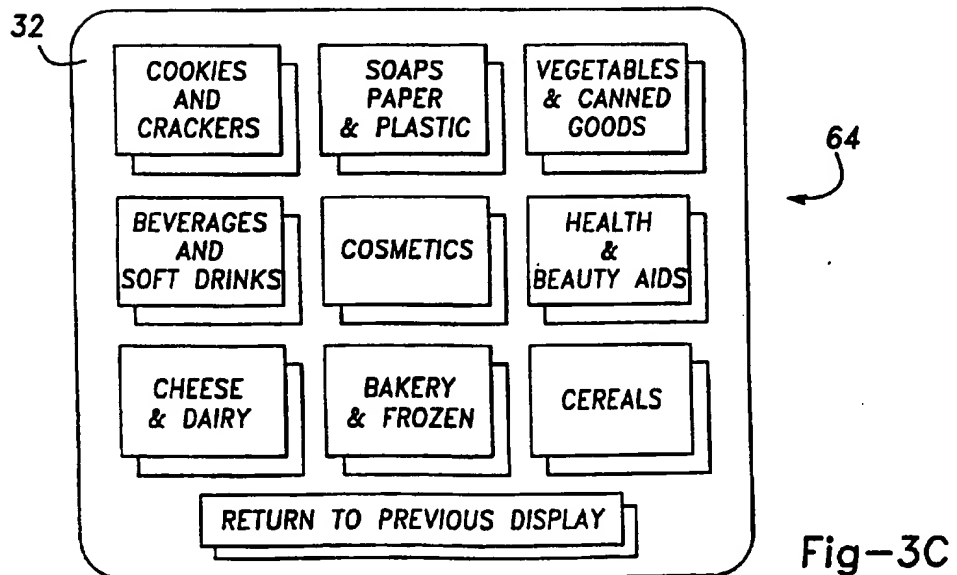 32
COOKIES
AND
CRACKERS
SOAPS
PAPER
& PLASTIC
VEGETABLES
& CANNED
GOODS
64
BEVERAGES
AND
SOFT DRINKS
COSMETICS
HEALTH
&
BEAUTY AIDS
CHEESE
& DAIRY
BAKERY
& FROZEN
CEREALS
RETURN TO PREVIOUS DISPLAY
Fig-3C